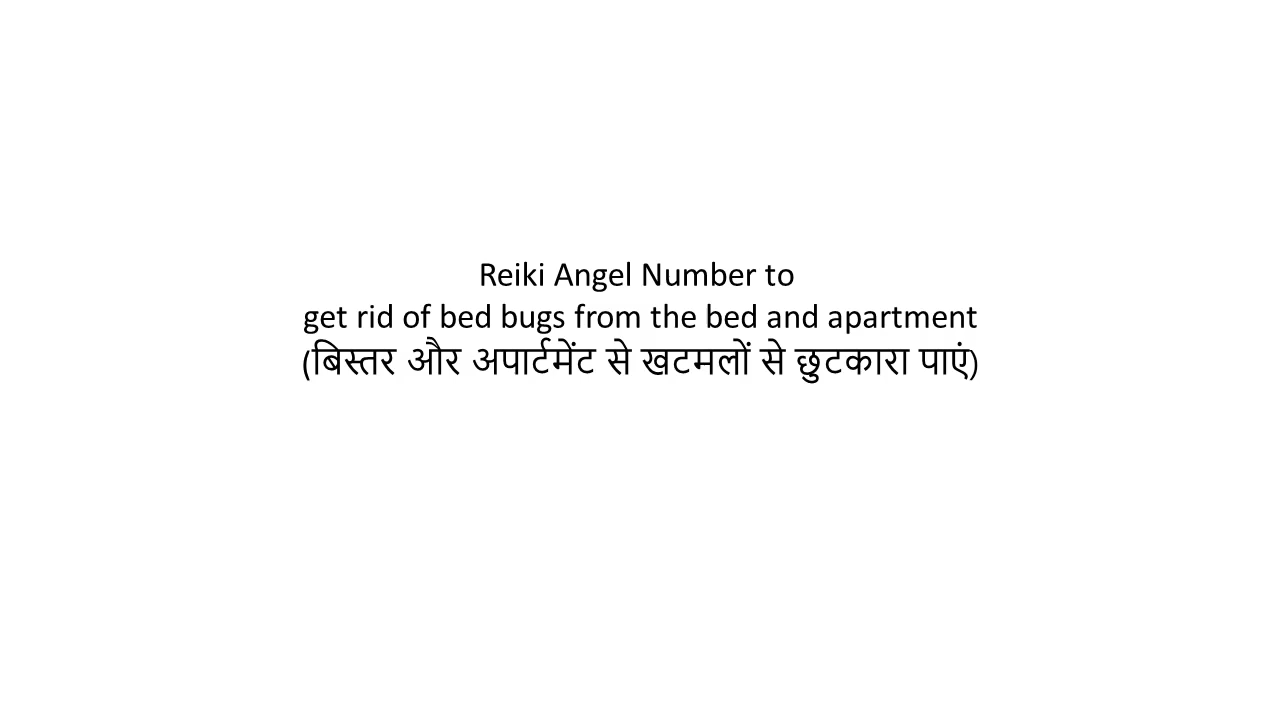 Reiki Angel Number to
get rid of bed bugs from the bed and apartment
(बिस्तर और अपार्टमेंट से खटमलों से छुटकारा पाएं)